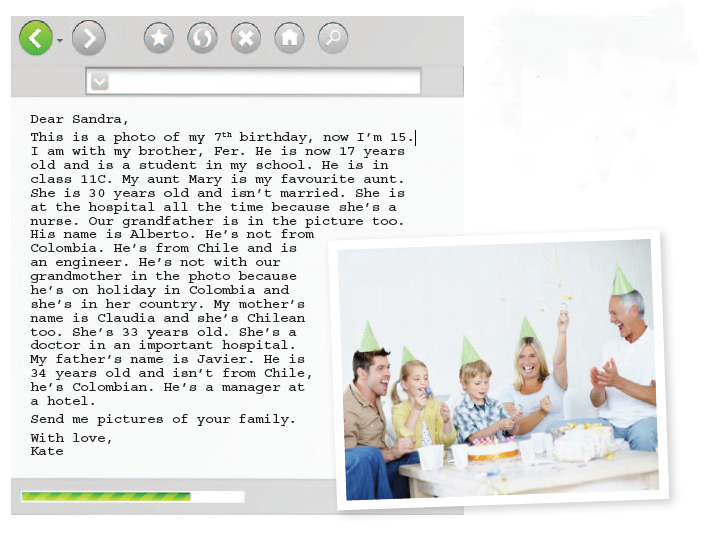 Dear Sandra,
This is a photo of my 7th birthday, now I'm 15.
I am with my brother, Fer. He is now 17 years
old and is a student in my school. He is in
class 11C. My aunt Mary is my favourite aunt.
She is 30 years old and isn't married. She is
at the hospital all the time because she's a
nurse. Our grandfather is in the picture too.
His name is Alberto. He's not from
Colombia. He's from Chile and is
an engineer. He's not with our
grandmother in the photo because
he's on holiday in Colombia and
she's in her country. My mother's
name is Claudia and she's Chilean
too. She's 33 years old. She's a
doctor in an important hospital.
My father's name is Javier. He is
34 years old and isn't from Chile,
he's Colombian. He's a manager at
a hotel.
Send me pictures of your family.
With love,
Kate